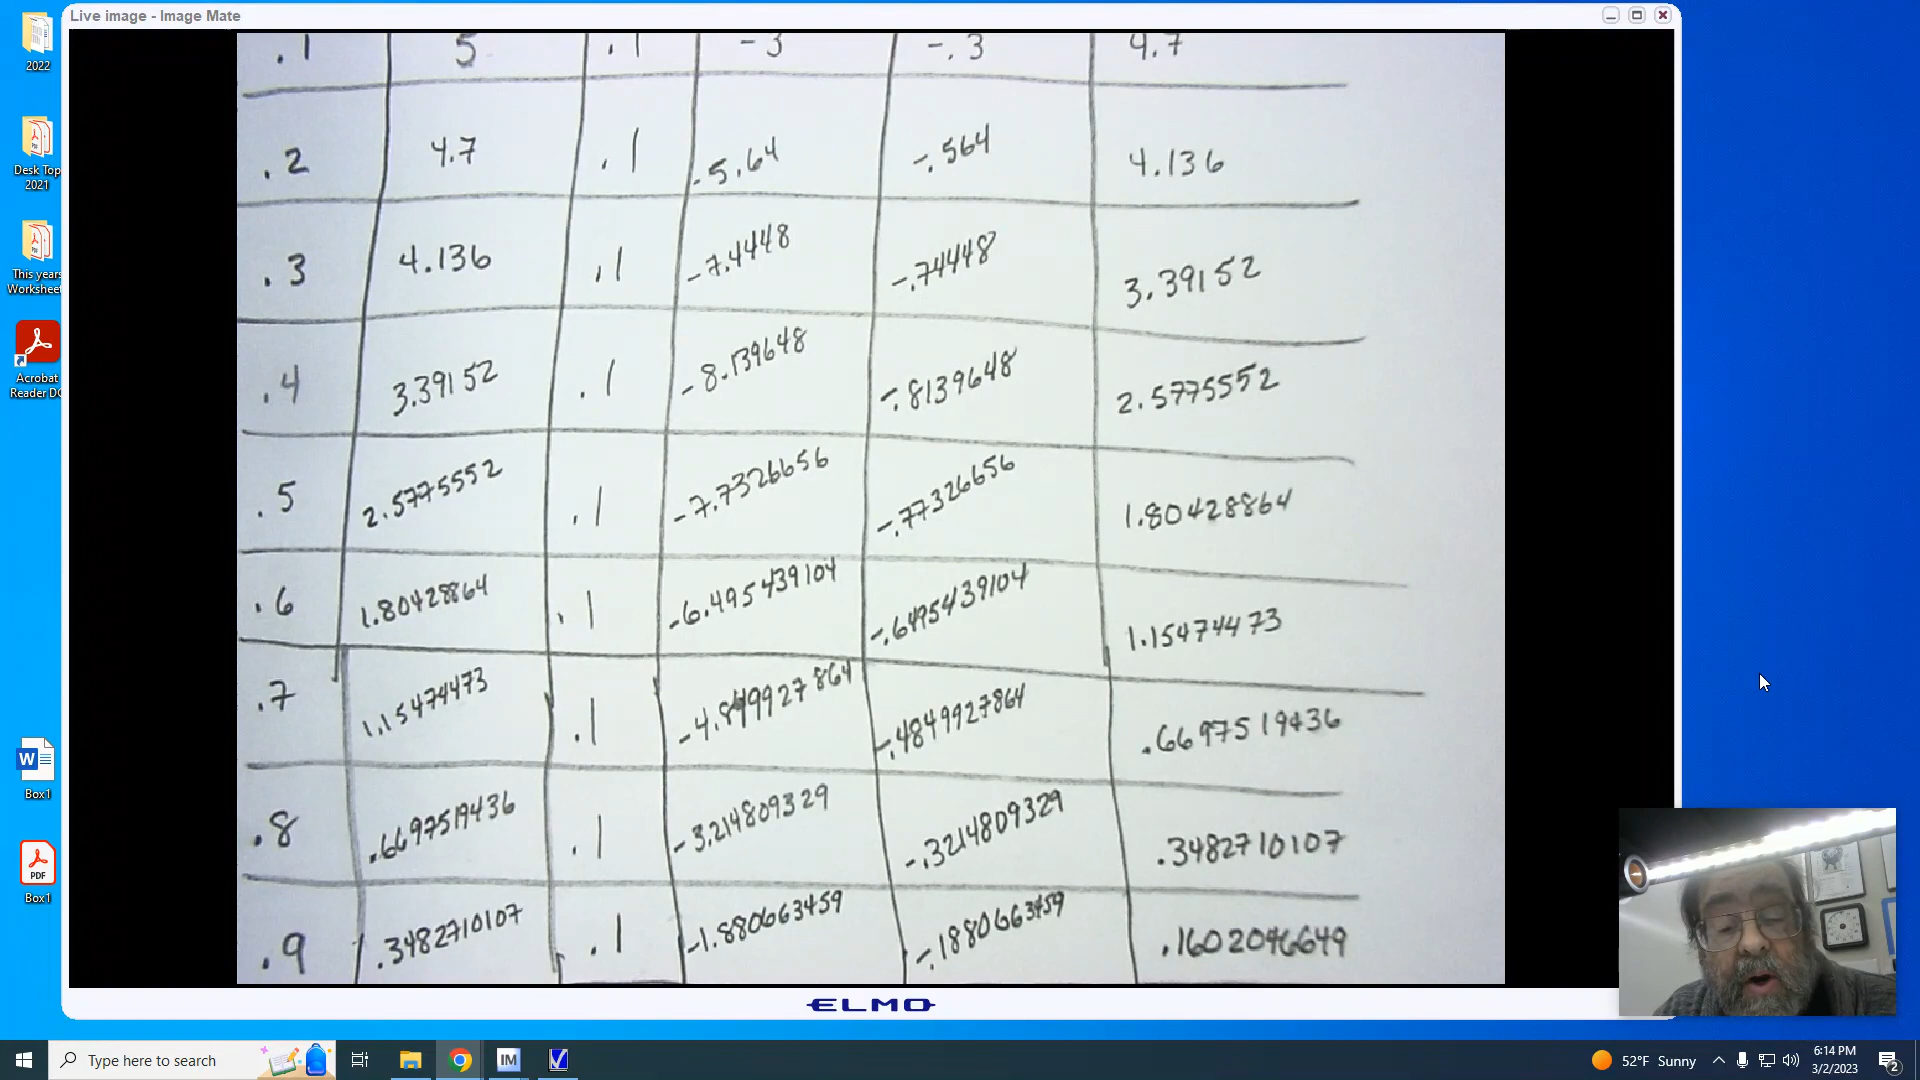 Live image - Image Mate
2022
Desk Top
2021
This years
Worksheet
Acrobat
Reader DC
Box1
Box1
.1 5 .1 -3 -.3 4.7
.2 4.7 .1 -5.64 -.564 4.136
.3 4.136 .1 -7.4448 -.74448 3.39152
.4 3.39152 .1 -8.139648 -.8139648 2.5775552
.5 2.5775552 .1 -7.7326656 -.77326656 1.80428864
.6 1.80428864 .1 -6.495439104 -.6495439104 1.15474473
.7 1.15474473 .1 -4.849927864 -.4849927864 .6697519436
.8 .6697519436 .1 -3.214809329 -.3214809329 .3482710107
.9 .3482710107 .1 -1.880663459 -.1880663459 .1602046649
ELMO
Type here to search
IM
52°F Sunny
6:14 PM
3/2/2023
2